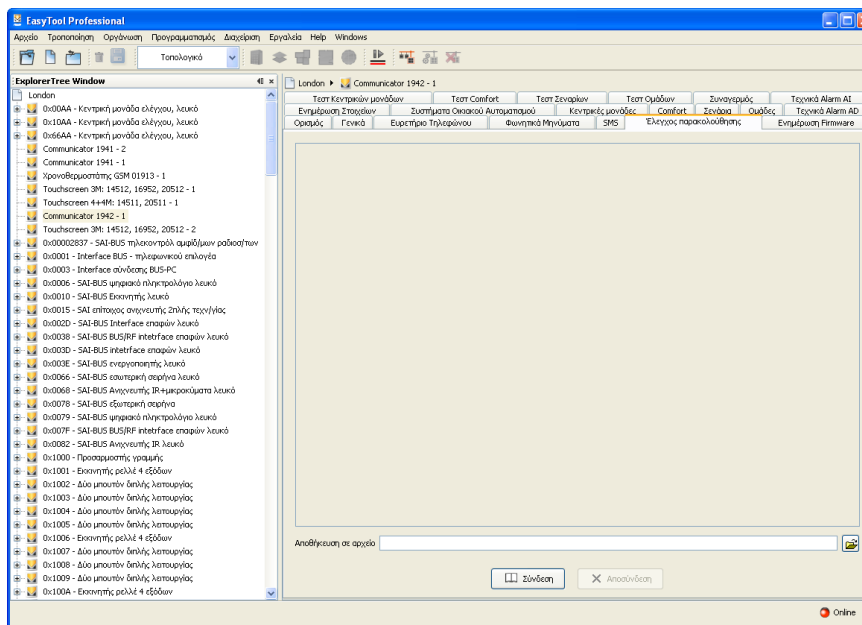 EasyTool Professional
Αρχείο Τροποποίηση Οργάνωση Προγραμματισμός Διαχείριση Εργαλεία Help Windows
Τοπολογικό
ExplorerTree Window
London
0x00AA - Κεντρική μονάδα ελέγχου, λευκό
0x10AA - Κεντρική μονάδα ελέγχου, λευκό
0x66AA - Κεντρική μονάδα ελέγχου, λευκό
Communicator 1941 - 2
Communicator 1941 - 1
Χρονοθερμοστάτης GSM 01913 - 1
Touchscreen 3M: 14512, 16952, 20512 - 1
Touchscreen 4+4M: 14511, 20511 - 1
Communicator 1942 - 1
Touchscreen 3M: 14512, 16952, 20512 - 2
0x00002837 - SAI-BUS τηλεκοντρόλ αμφίδ/μων ραδιοσ/των
0x0001 - Interface BUS - τηλεφωνικού επιλογέα
0x0003 - Interface σύνδεσης BUS-PC
0x0006 - SAI-BUS ψηφιακό πληκτρολόγιο λευκό
0x0010 - SAI-BUS Εκκινητής λευκό
0x0015 - SAI επίτοιχος ανιχνευτής 2πλής τεχν/γίας
0x002D - SAI-BUS Interface επαφών λευκό
0x0038 - SAI-BUS BUS/RF intetrface επαφών λευκό
0x003D - SAI-BUS intetrface επαφών λευκό
0x003E - SAI-BUS ενεργοποιητής λευκό
0x0066 - SAI-BUS εσωτερική σειρήνα λευκό
0x0068 - SAI-BUS Ανιχνευτής IR+μικροκύματα λευκό
0x0078 - SAI-BUS εξωτερική σειρήνα
0x0079 - SAI-BUS ψηφιακό πληκτρολόγιο λευκό
0x007F - SAI-BUS BUS/RF intetrface επαφών λευκό
0x0082 - SAI-BUS Ανιχνευτής IR λευκό
0x1000 - Προσαρμοστής γραμμής
0x1001 - Εκκινητής ρελλέ 4 εξόδων
0x1002 - Δύο μπουτόν διπλής λειτουργίας
0x1003 - Δύο μπουτόν διπλής λειτουργίας
0x1004 - Δύο μπουτόν διπλής λειτουργίας
0x1005 - Δύο μπουτόν διπλής λειτουργίας
0x1006 - Εκκινητής ρελλέ 4 εξόδων
0x1007 - Δύο μπουτόν διπλής λειτουργίας
0x1008 - Δύο μπουτόν διπλής λειτουργίας
0x1009 - Δύο μπουτόν διπλής λειτουργίας
0x100A - Εκκινητής ρελλέ 4 εξόδων
London Communicator 1942 - 1
Τεστ Κεντρικών μονάδων Τεστ Comfort Τεστ Σεναρίων Τεστ Ομάδων Συναγερμός Τεχνικά Alarm AI
Ενημέρωση Στοιχείων Συστήματα Οικιακού Αυτοματισμού Κεντρικές μονάδες Comfort Σενάρια Ομάδες Τεχνικά Alarm AD
Ορισμός Γενικά Ευρετήριο Τηλεφώνου Φωνητικά Μηνύματα SMS Έλεγχος παρακολούθησης Ενημέρωση Firmware
Αποθήκευση σε αρχείο
Σύνδεση Αποσύνδεση
Online